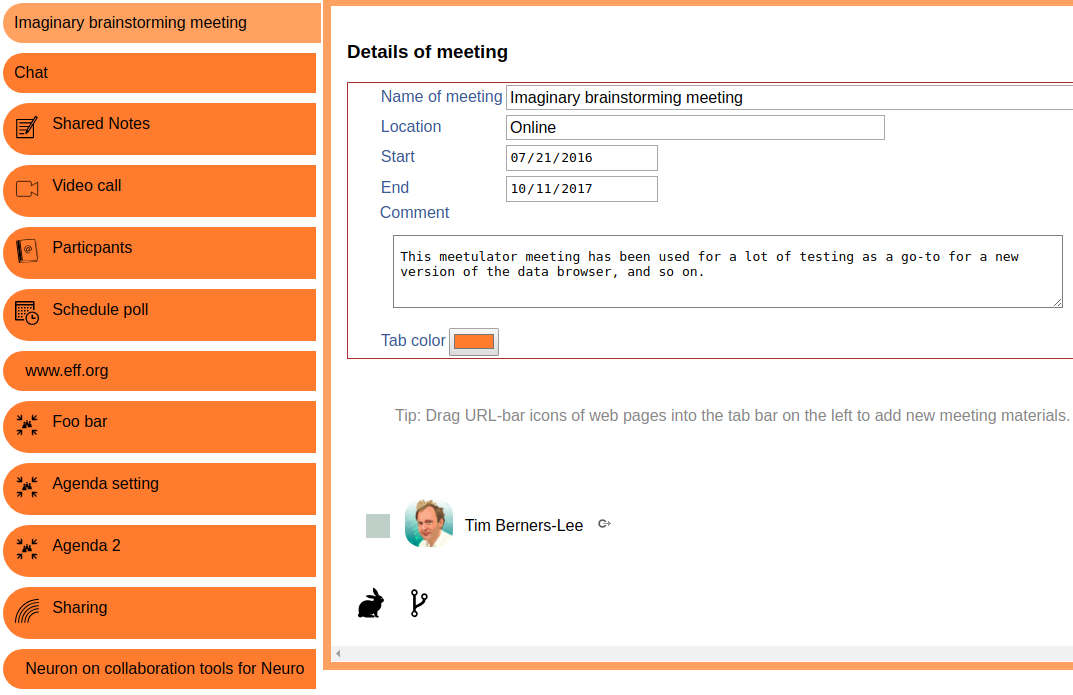 Imaginary brainstorming meeting
Chat
Shared Notes
Video call
Particpants
Schedule poll
www.eff.org
Foo bar
Agenda setting
Agenda 2
Sharing
Neuron on collaboration tools for Neuro
Details of meeting
Name of meeting Imaginary brainstorming meeting
Location Online
Start 07/21/2016
End 10/11/2017
Comment
This meetulator meeting has been used for a lot of testing as a go-to for a new
version of the data browser, and so on.
Tab color
Tip: Drag URL-bar icons of web pages into the tab bar on the left to add new meeting materials.
Tim Berners-Lee